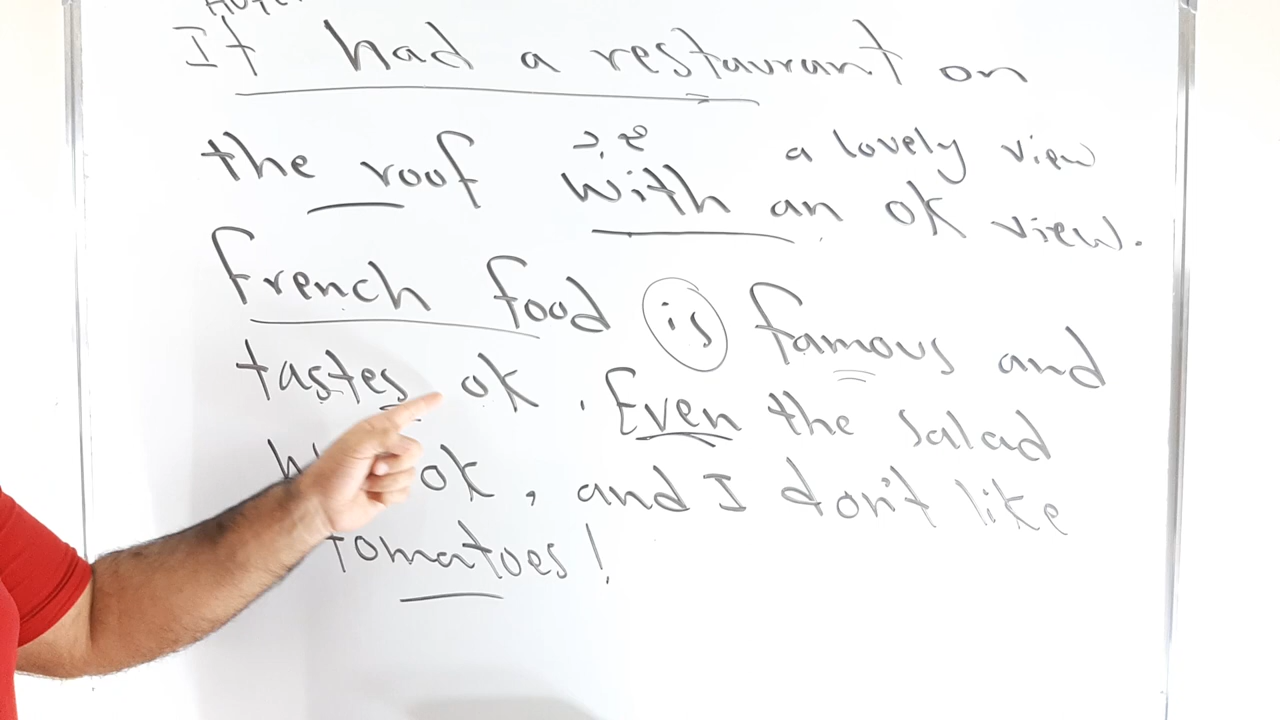 It had a restaurant on
the roof with an ok view.
a lovely view
French food is famous and
tastes ok. Even the salad
ok, and I don't like
tomatoes!